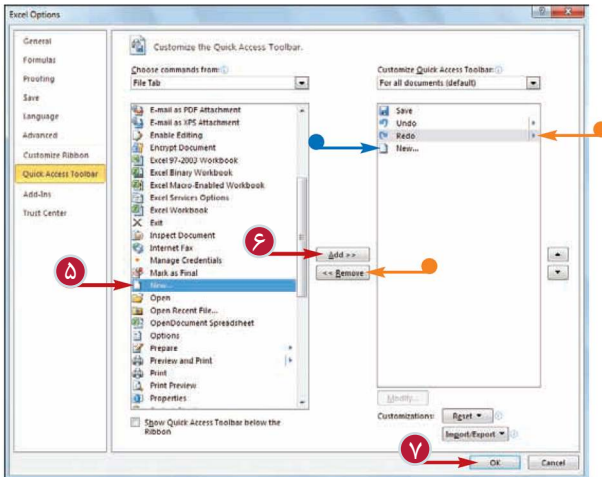 Excel Options
General
Formulas
Proofing
Save
Language
Advanced
Customize Ribbon
Quick Access Toolbar
Add-Ins
Trust Center
Customize the Quick Access Toolbar.
Choose commands from:
File Tab
E-mail as PDF Attachment
E-mail as XPS Attachment
Enable Editing
Encrypt Document
Excel 97-2003 Workbook
Excel Binary Workbook
Excel Macro-Enabled Workbook
Excel Services Options
Excel Workbook
Exit
Inspect Document
Internet Fax
Manage Credentials
Mark as Final
۵
New...
Open
Open Recent File...
OpenDocument Spreadsheet
Options
Prepare
Preview and Print
Print
Print Preview
Properties
Show Quick Access Toolbar below the
Ribbon
۶
Add >>
<< Remove
Customize Quick Access Toolbar:
For all documents (default)
Save
Undo
Redo
New...
Modify...
Customizations:
Reset
Import/Export
۷
OK
Cancel